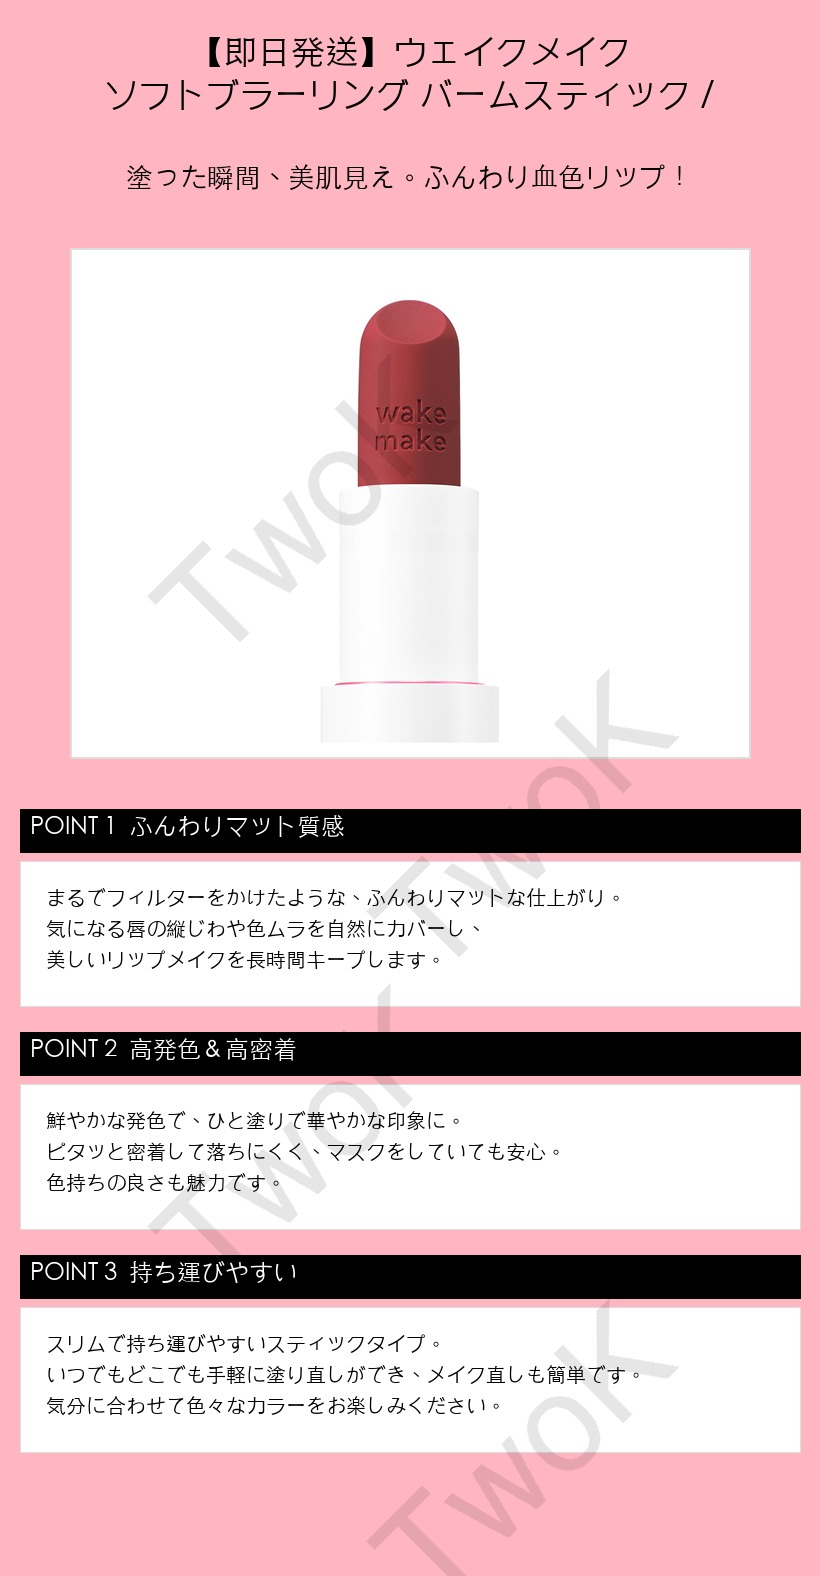 【即日発送】ウェイクメイク
ソフトブラーリング バームスティック /
塗った瞬間、美肌見え。ふんわり血色リップ！
wake
make
TwoK
POINT 1 ふんわりマット質感
まるでフィルターをかけたような、ふんわりマットな仕上がり。
気になる唇の縦じわや色ムラを自然にカバーし、
美しいリップメイクを長時間キープします。
TwoK
POINT 2 高発色＆高密着
鮮やかな発色で、ひと塗りで華やかな印象に。
ピタッと密着して落ちにくく、マスクをしていても安心。
色持ちの良さも魅力です。
TwoK
POINT 3 持ち運びやすい
スリムで持ち運びやすいスティックタイプ。
いつでもどこでも手軽に塗り直しができ、メイク直しも簡単です。
気分に合わせて色々なカラーをお楽しみください。
TwoK